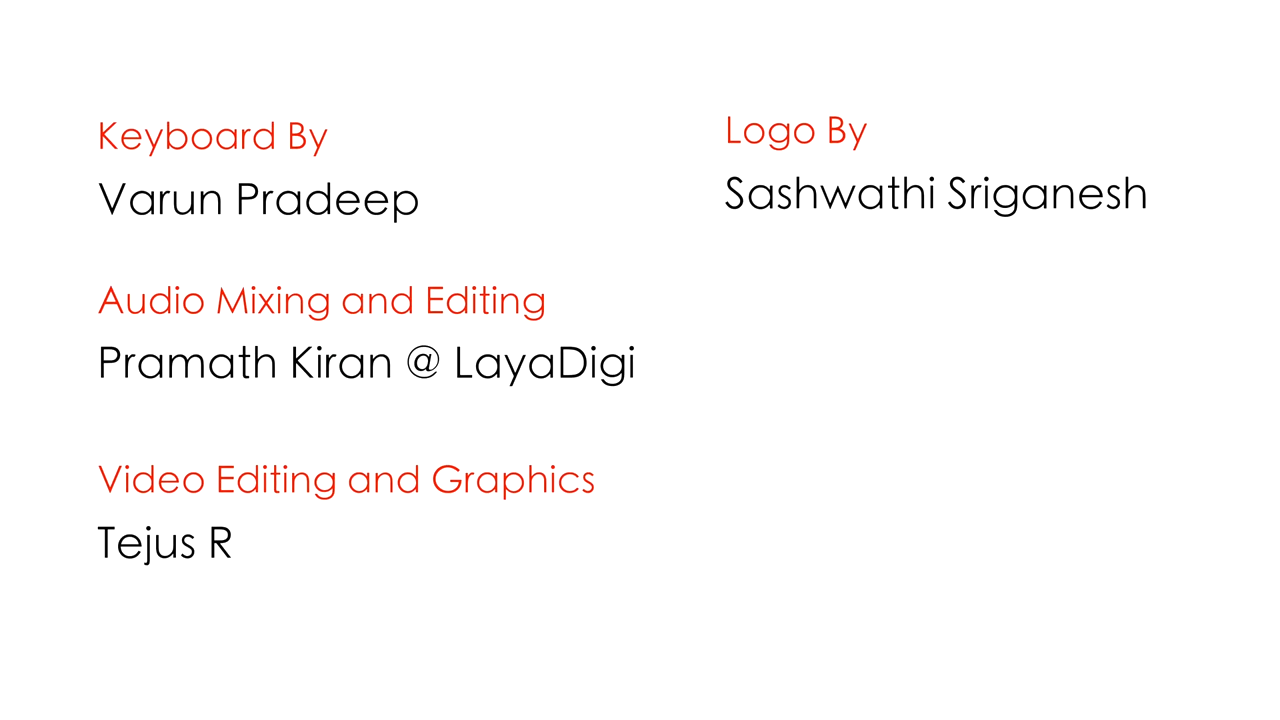 Keyboard By
Varun Pradeep
Audio Mixing and Editing
Pramath Kiran @ LayaDigi
Video Editing and Graphics
Tejus R
Logo By
Sashwathi Sriganesh